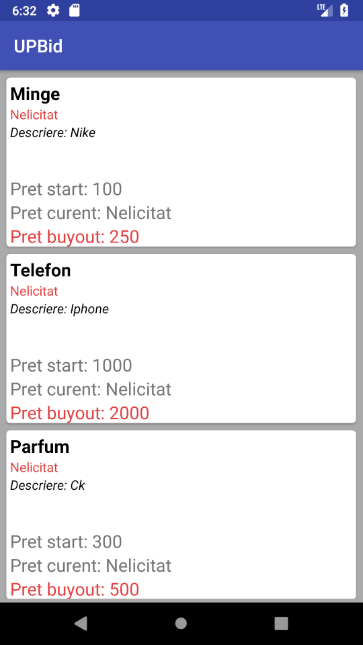 6:32
LTE
UPBid
Minge
Nelicitat
Descriere: Nike
Pret start: 100
Pret curent: Nelicitat
Pret buyout: 250
Telefon
Nelicitat
Descriere: Iphone
Pret start: 1000
Pret curent: Nelicitat
Pret buyout: 2000
Parfum
Nelicitat
Descriere: Ck
Pret start: 300
Pret curent: Nelicitat
Pret buyout: 500